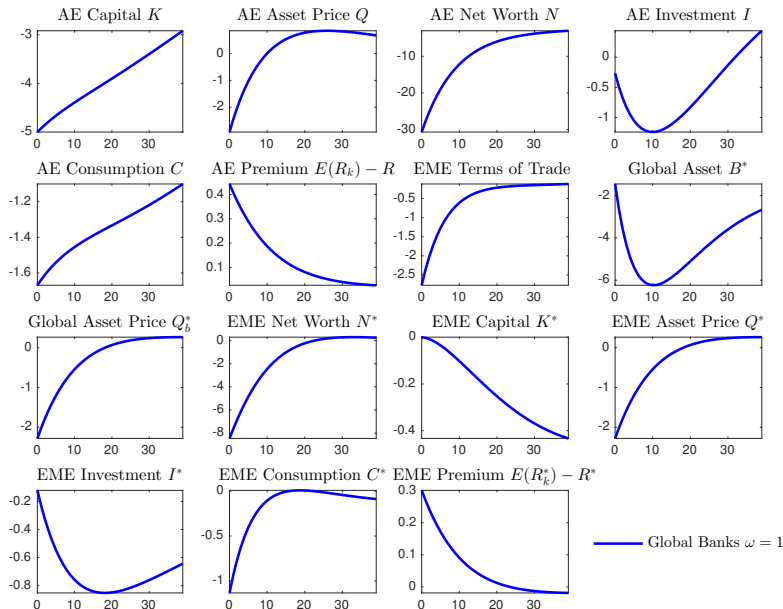 AE Capital K
AE Asset Price Q
AE Net Worth N
AE Investment I
-3
-4
-5
0 10 20 30
0
-1
-2
0 10 20 30
-10
-20
-30
0 10 20 30
0
-0.5
-1
0 10 20 30
AE Consumption C
AE Premium E(R_k) − R
EME Terms of Trade
Global Asset B*
-1.2
-1.4
-1.6
0 10 20 30
0.4
0.3
0.2
0.1
0 10 20 30
-0.5
-1
-1.5
-2
-2.5
0 10 20 30
-2
-4
-6
0 10 20 30
Global Asset Price Q_b^*
EME Net Worth N*
EME Capital K*
EME Asset Price Q*
0
-1
-2
0 10 20 30
0
-2
-4
-6
-8
0 10 20 30
0
-0.2
-0.4
0 10 20 30
0
-1
-2
0 10 20 30
EME Investment I*
EME Consumption C*
EME Premium E(R_k^*) − R*
-0.2
-0.4
-0.6
-0.8
0 10 20 30
0
-0.5
-1
0 10 20 30
0.3
0.2
0.1
0
0 10 20 30
Global Banks ω = 1